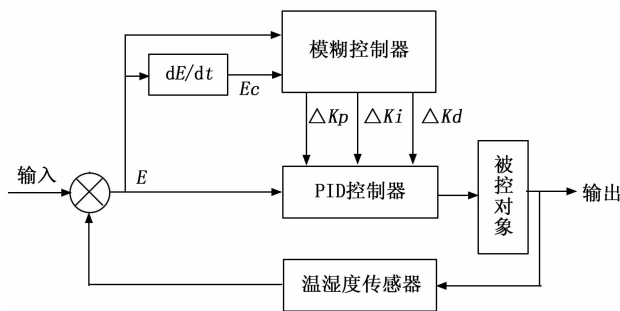 模糊控制器
dE/dt
Ec
△Kp △Ki △Kd
输入
E
PID控制器
被控对象
输出
温湿度传感器